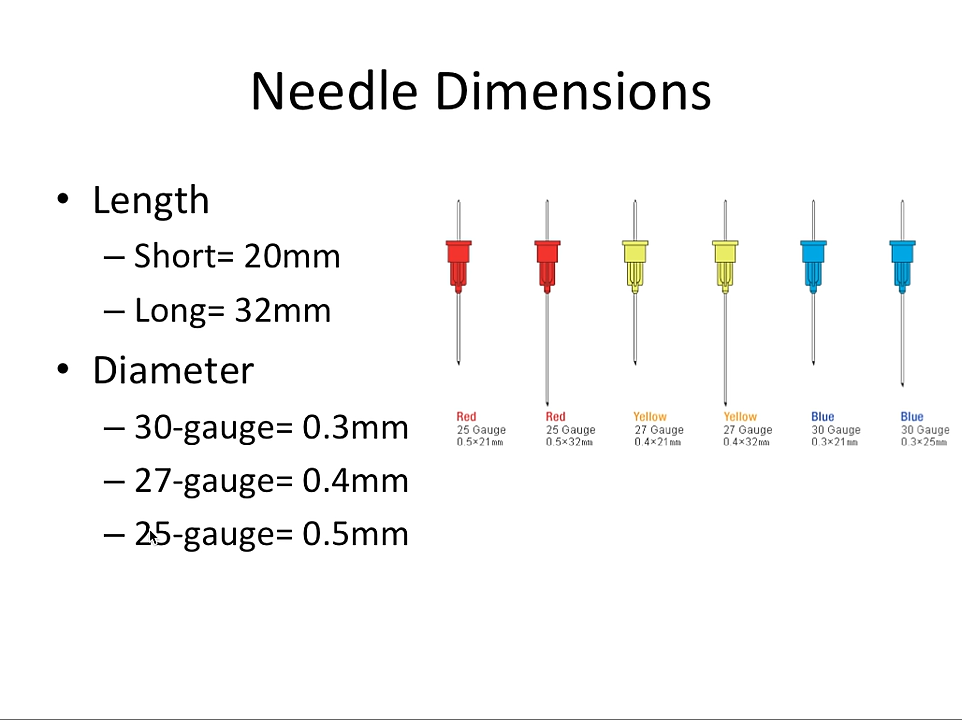 Needle Dimensions
• Length
– Short= 20mm
– Long= 32mm
• Diameter
– 30-gauge= 0.3mm
– 27-gauge= 0.4mm
– 25-gauge= 0.5mm
Red
25 Gauge
0.5×21mm
Red
25 Gauge
0.5×32mm
Yellow
27 Gauge
0.4×21mm
Yellow
27 Gauge
0.4×32mm
Blue
30 Gauge
0.3×21mm
Blue
30 Gauge
0.3×25mm